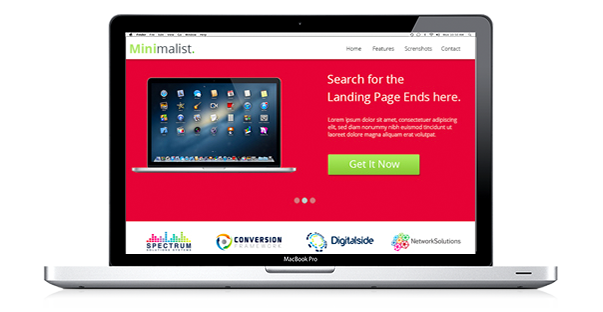 Minimalist.
Home Features Screenshots Contact
Search for the
Landing Page Ends here.
Lorem ipsum dolor sit amet, consectetuer adipiscing
elit, sed diam nonummy nibh euismod tincidunt ut
laoreet dolore magna aliquam erat volutpat.
Get It Now
SPECTRUM
CONVERSION
FRAMEWORK
Digitalside
NetworkSolutions
MacBook Pro